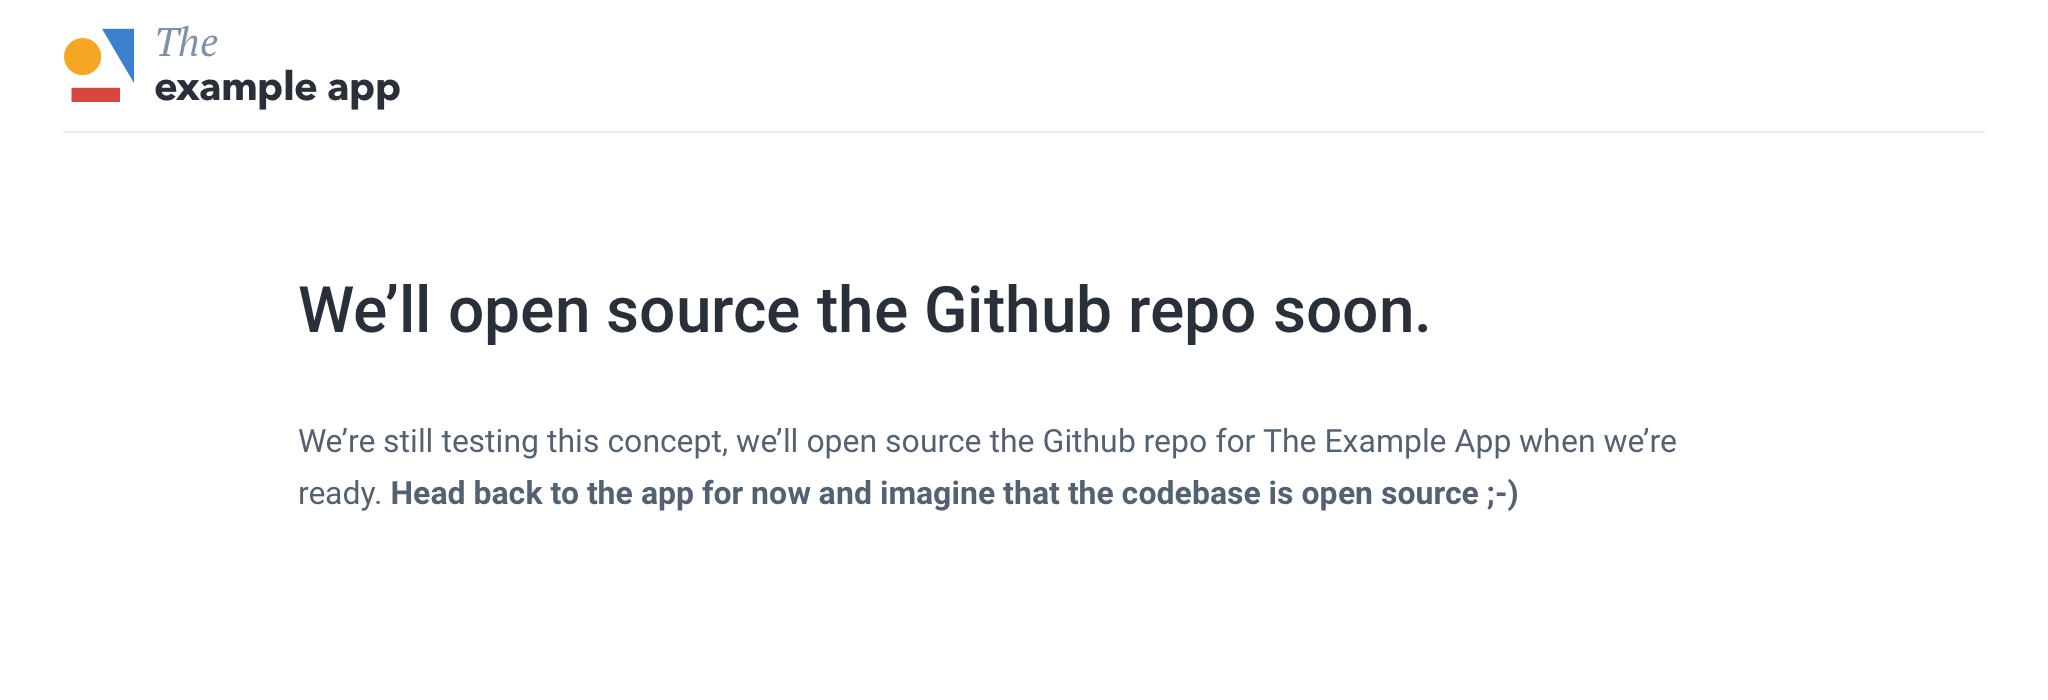 The
example app
We’ll open source the Github repo soon.
We’re still testing this concept, we’ll open source the Github repo for The Example App when we’re
ready. Head back to the app for now and imagine that the codebase is open source ;-)